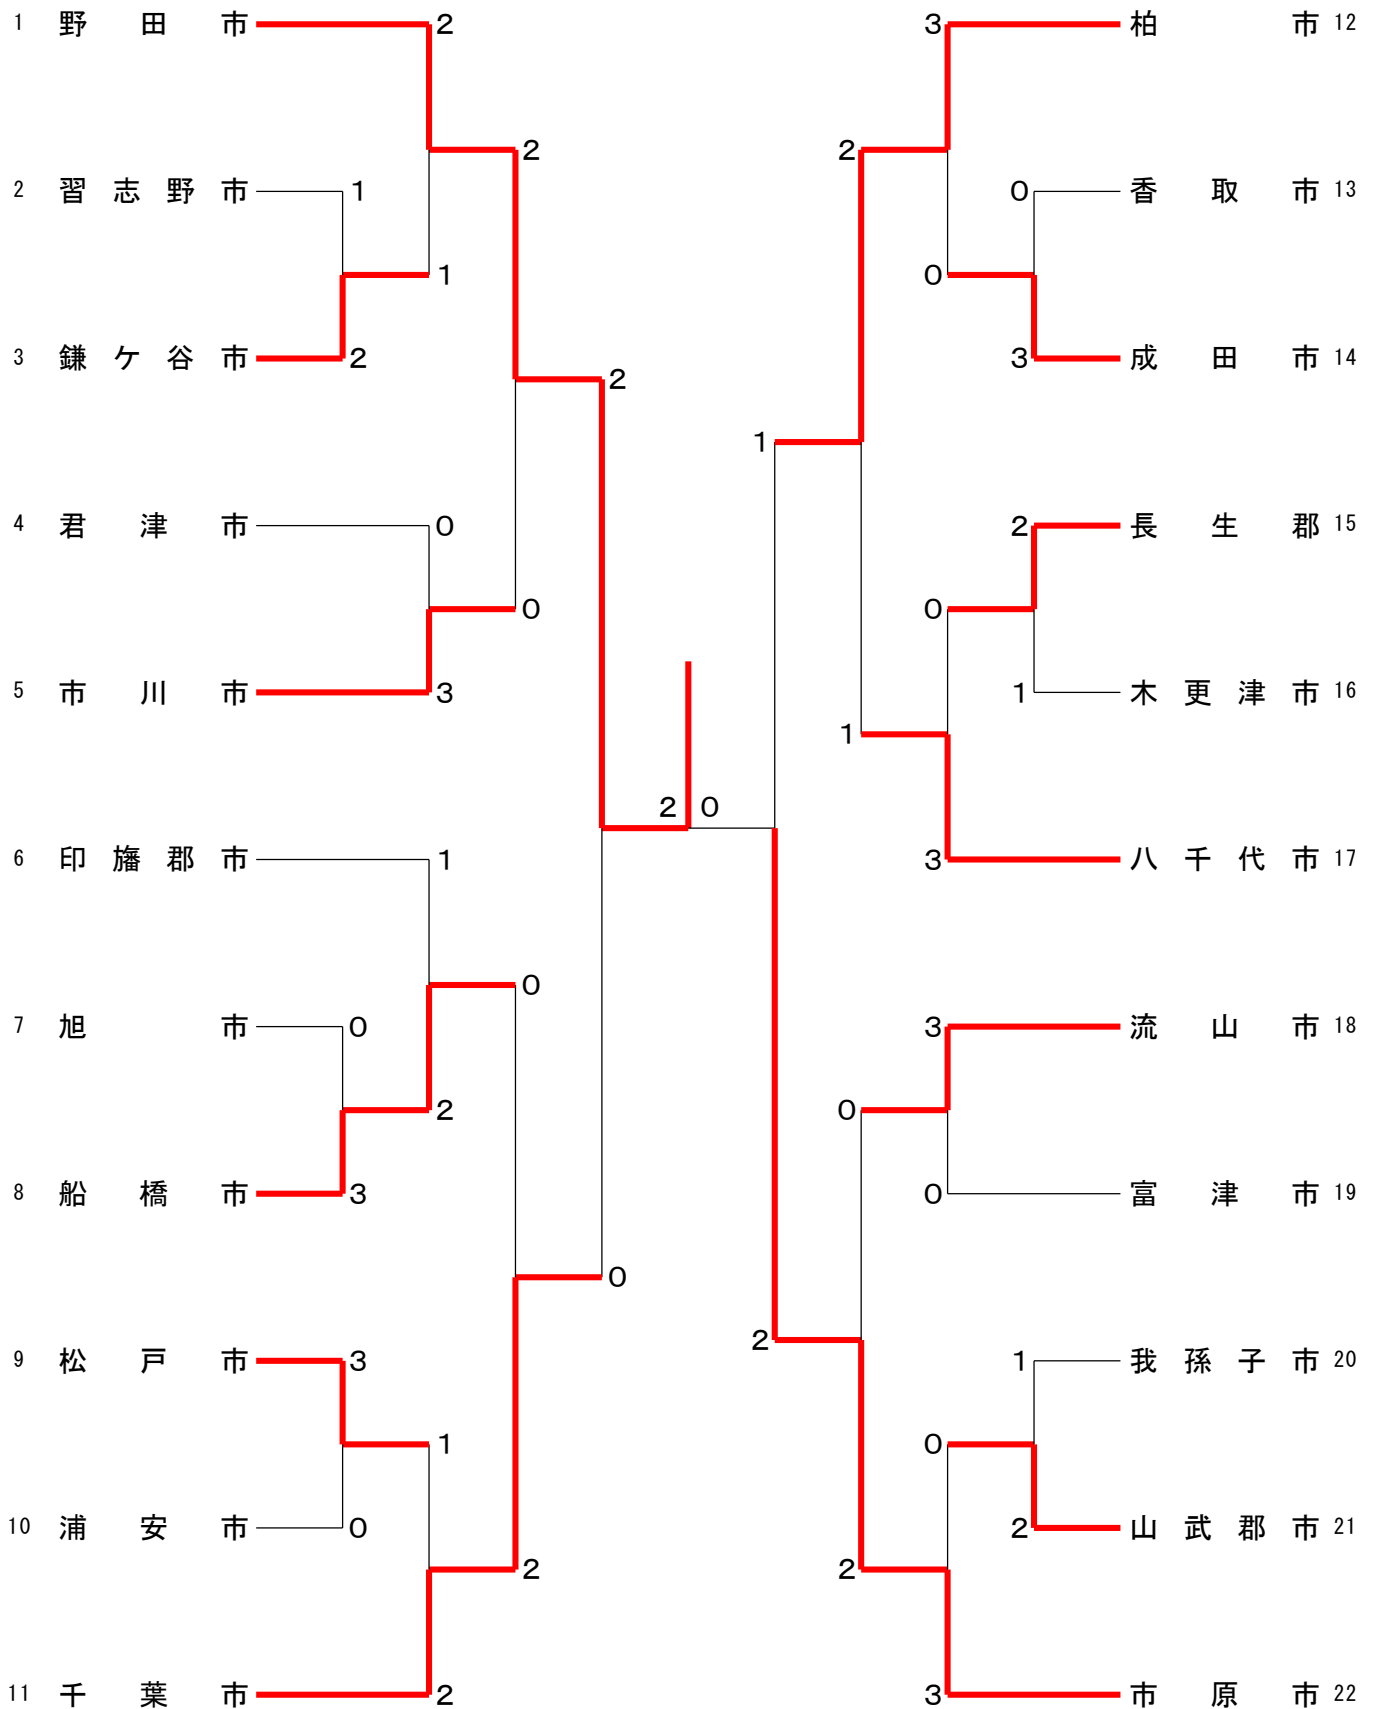 1 野田市 2 3 柏市 12
2 2
2 習志野市 1 0 香取市 13
1 0
3 鎌ケ谷市 2 3 成田市 14
2
1
4 君津市 0 2 長生郡 15
0 0
5 市川市 3 1 木更津市 16
1
2 0
6 印旛郡市 1 3 八千代市 17
0
7 旭市 0 3 流山市 18
2 0
8 船橋市 3 0 富津市 19
0
2
9 松戸市 3 1 我孫子市 20
1 0
10 浦安市 0 2 山武郡市 21
2 2
11 千葉市 2 3 市原市 22